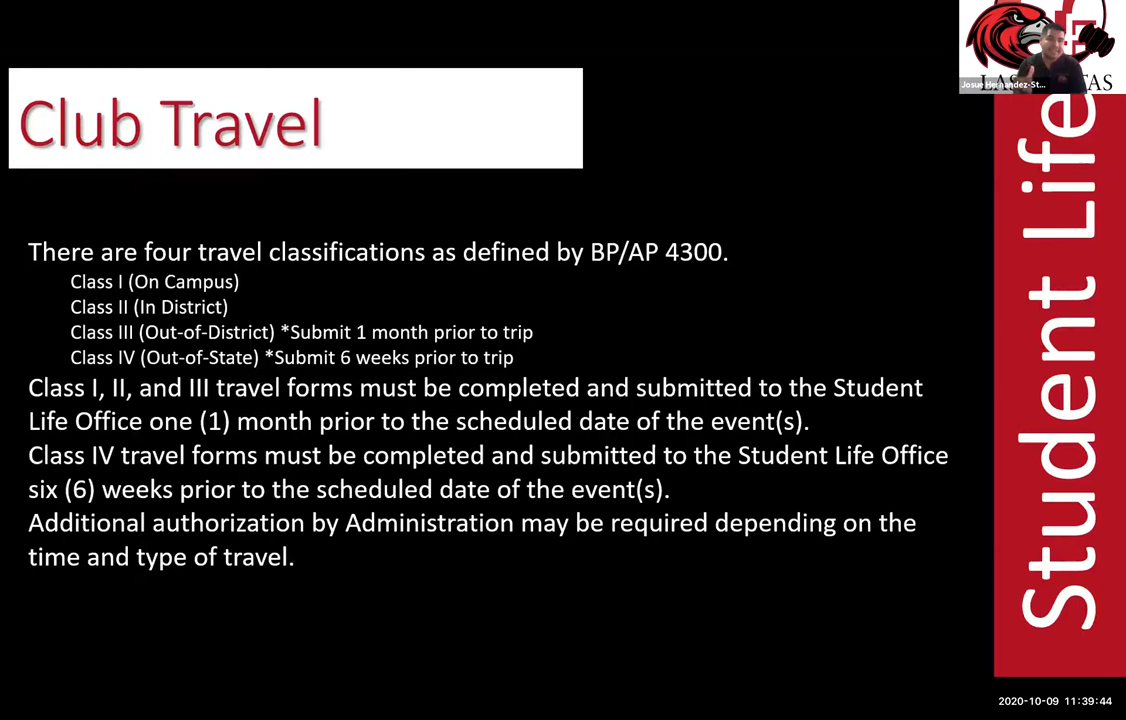 Club Travel
There are four travel classifications as defined by BP/AP 4300.
Class I (On Campus)
Class II (In District)
Class III (Out-of-District) *Submit 1 month prior to trip
Class IV (Out-of-State) *Submit 6 weeks prior to trip
Class I, II, and III travel forms must be completed and submitted to the Student
Life Office one (1) month prior to the scheduled date of the event(s).
Class IV travel forms must be completed and submitted to the Student Life Office
six (6) weeks prior to the scheduled date of the event(s).
Additional authorization by Administration may be required depending on the
time and type of travel.
Josue Hernandez-St...
Student Life
2020-10-09 11:39:44